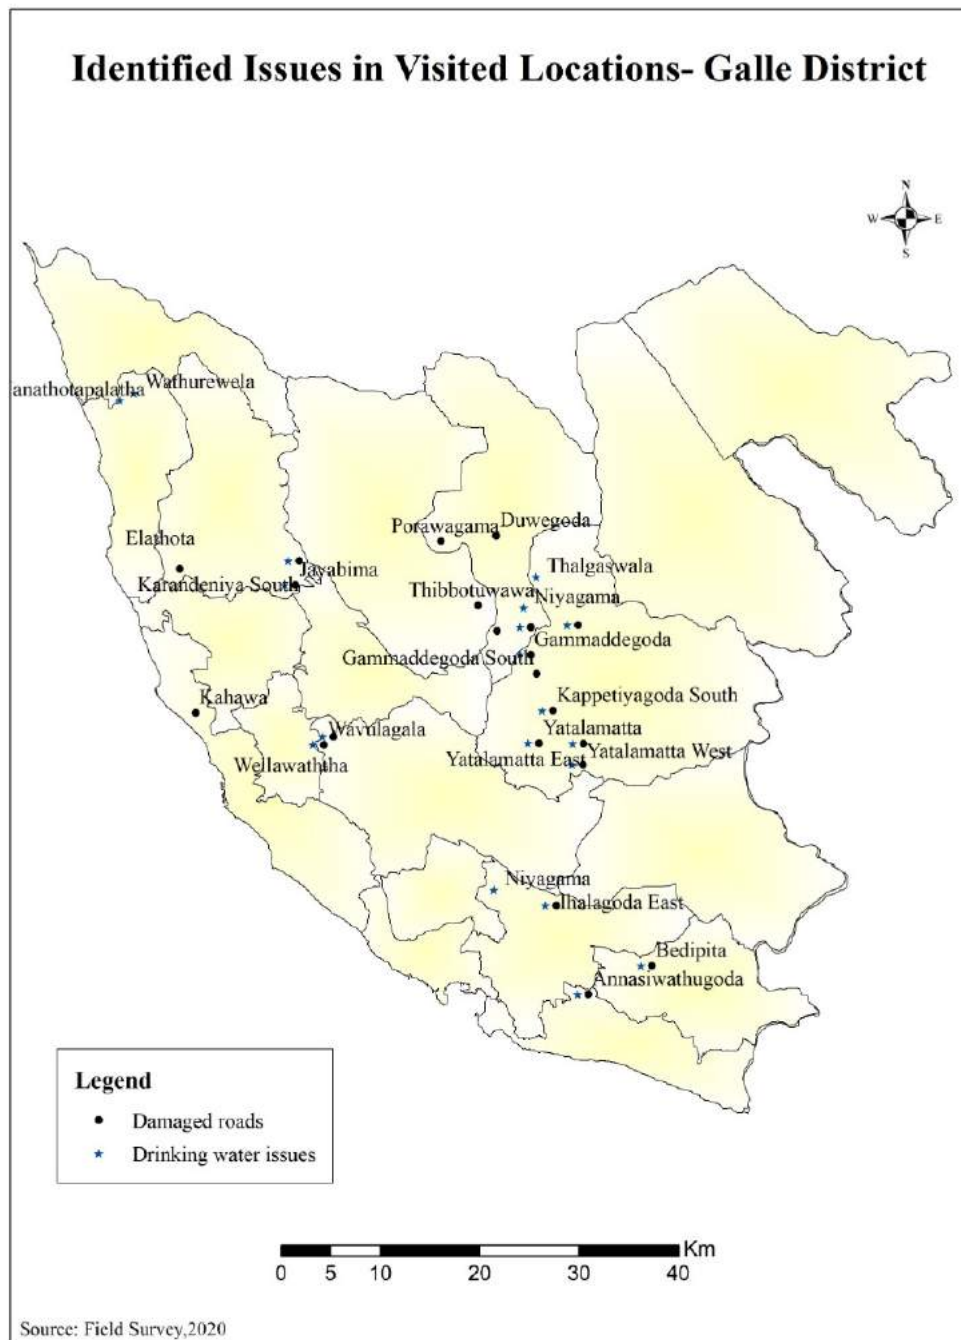 Identified Issues in Visited Locations- Galle District
N
W E
S
anathotapalatha
Wathurewela
Porawagama
Duwegoda
Elathota
Jayabima
Karandeniya South
Thalgaswala
Thibbotuwawa
Niyagama
Gammaddegoda
Gammaddegoda South
Kappetiyagoda South
Kahawa
Wavulagala
Yatalamatta
Yatalamatta West
Yatalamatta East
Wellawaththa
Niyagama
Ihalagoda East
Bedipita
Annasiwathugoda
Legend
Damaged roads
Drinking water issues
Km
0 5 10 20 30 40
Source: Field Survey,2020